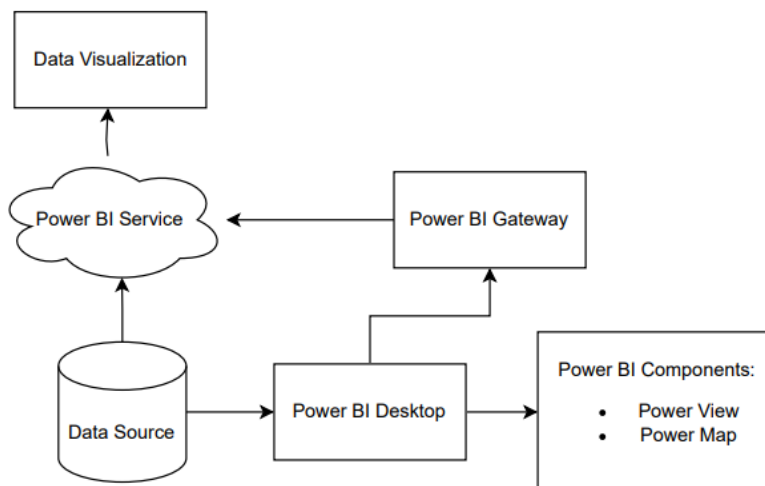 Data Visualization
Power BI Service
Power BI Gateway
Data Source
Power BI Desktop
Power BI Components:
• Power View
• Power Map